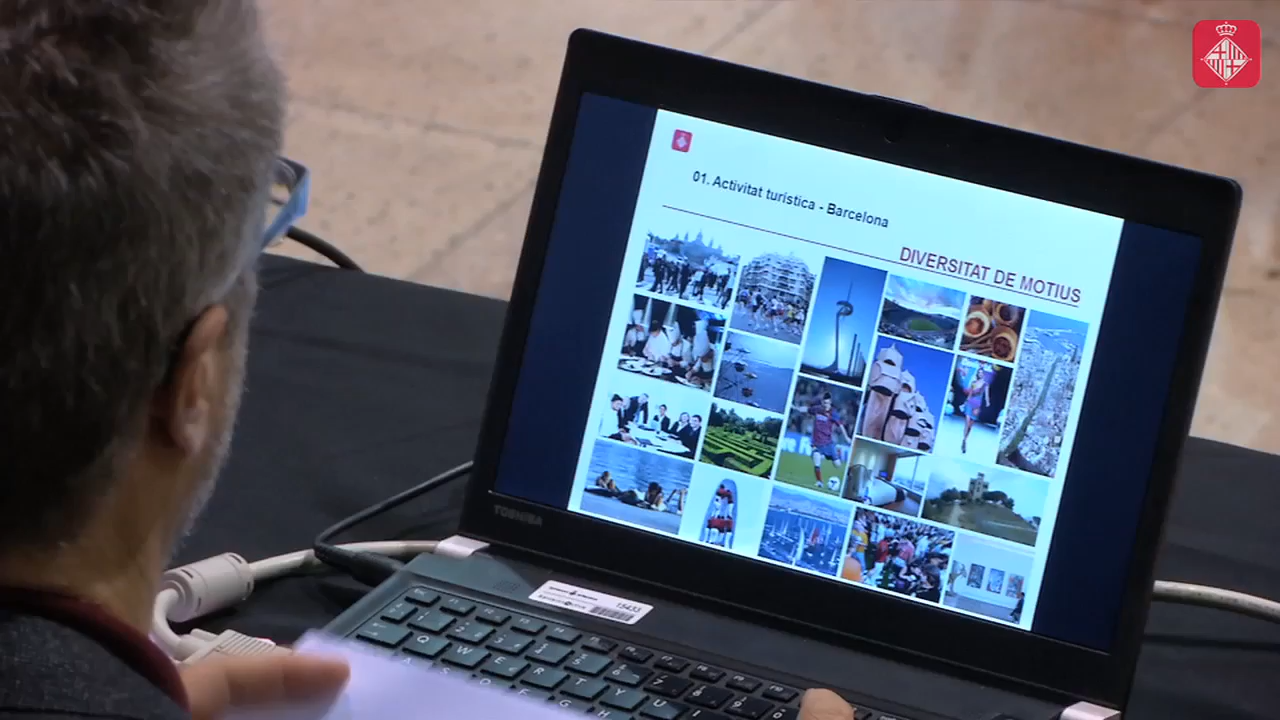 01. Activitat turística - Barcelona
DIVERSITAT DE MOTIUS
TOSHIBA
15433
Q W E R T Y U I